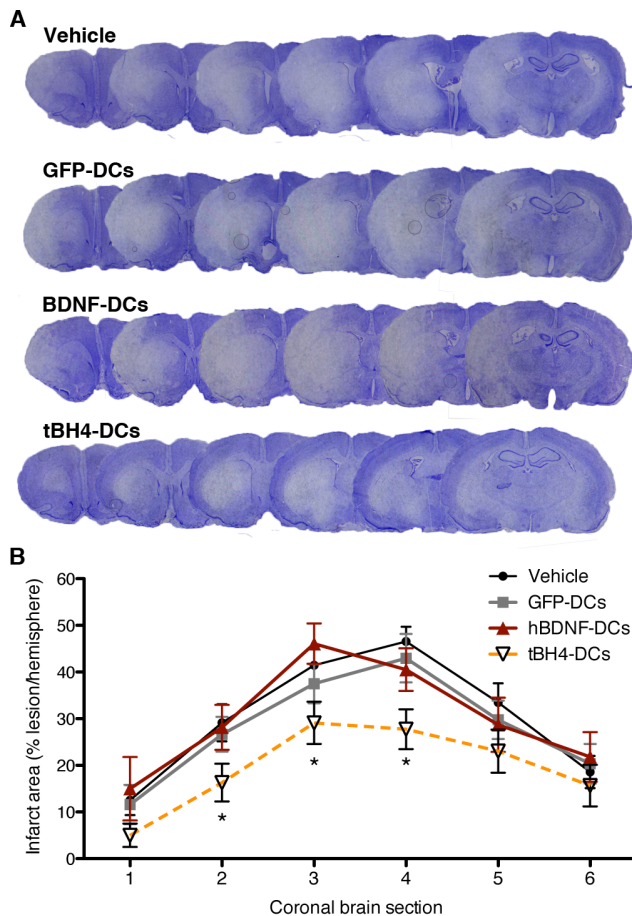 A
Vehicle
GFP-DCs
BDNF-DCs
tBH4-DCs
B
Infarct area (% lesion/hemisphere)
60
50
40
30
20
10
0
Vehicle
GFP-DCs
hBDNF-DCs
tBH4-DCs
*
*
*
1 2 3 4 5 6
Coronal brain section